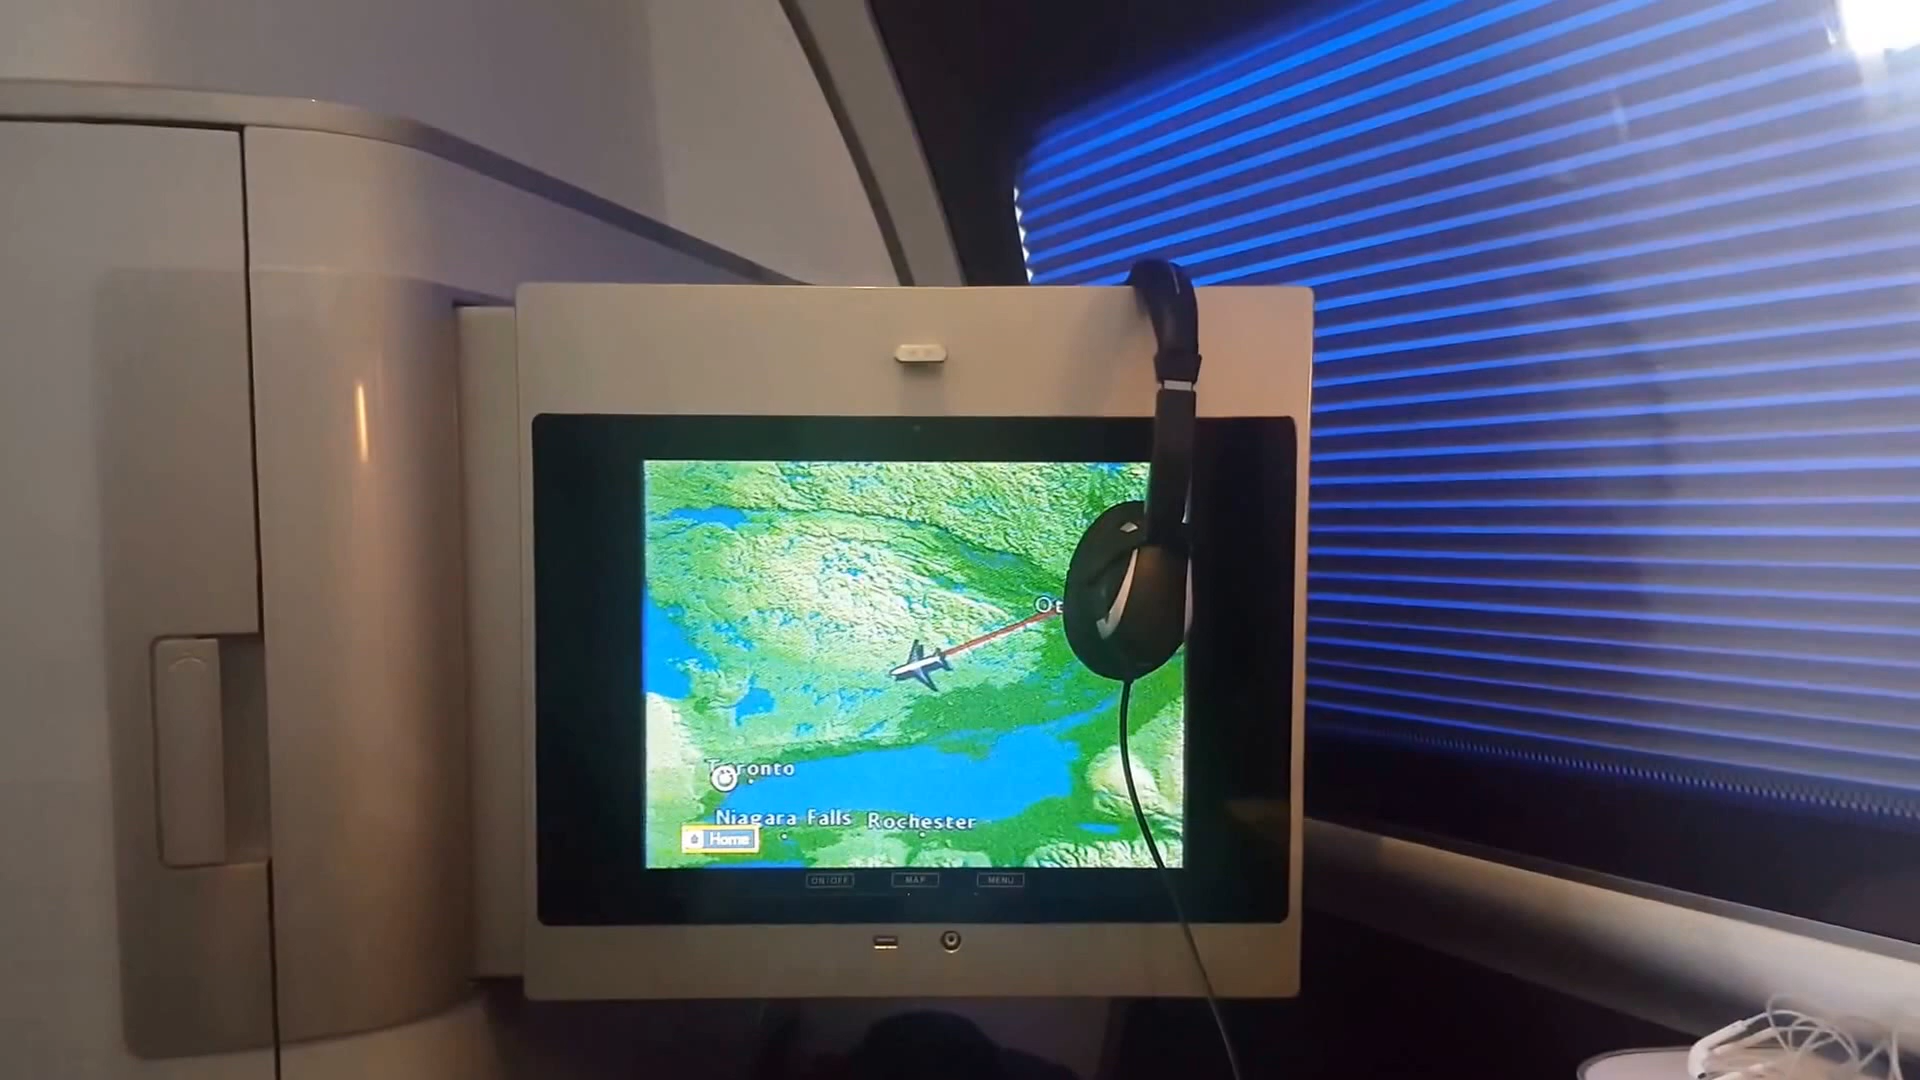 Ot
Toronto
Niagara Falls
Rochester
Home
ON/OFF
MAP
MENU